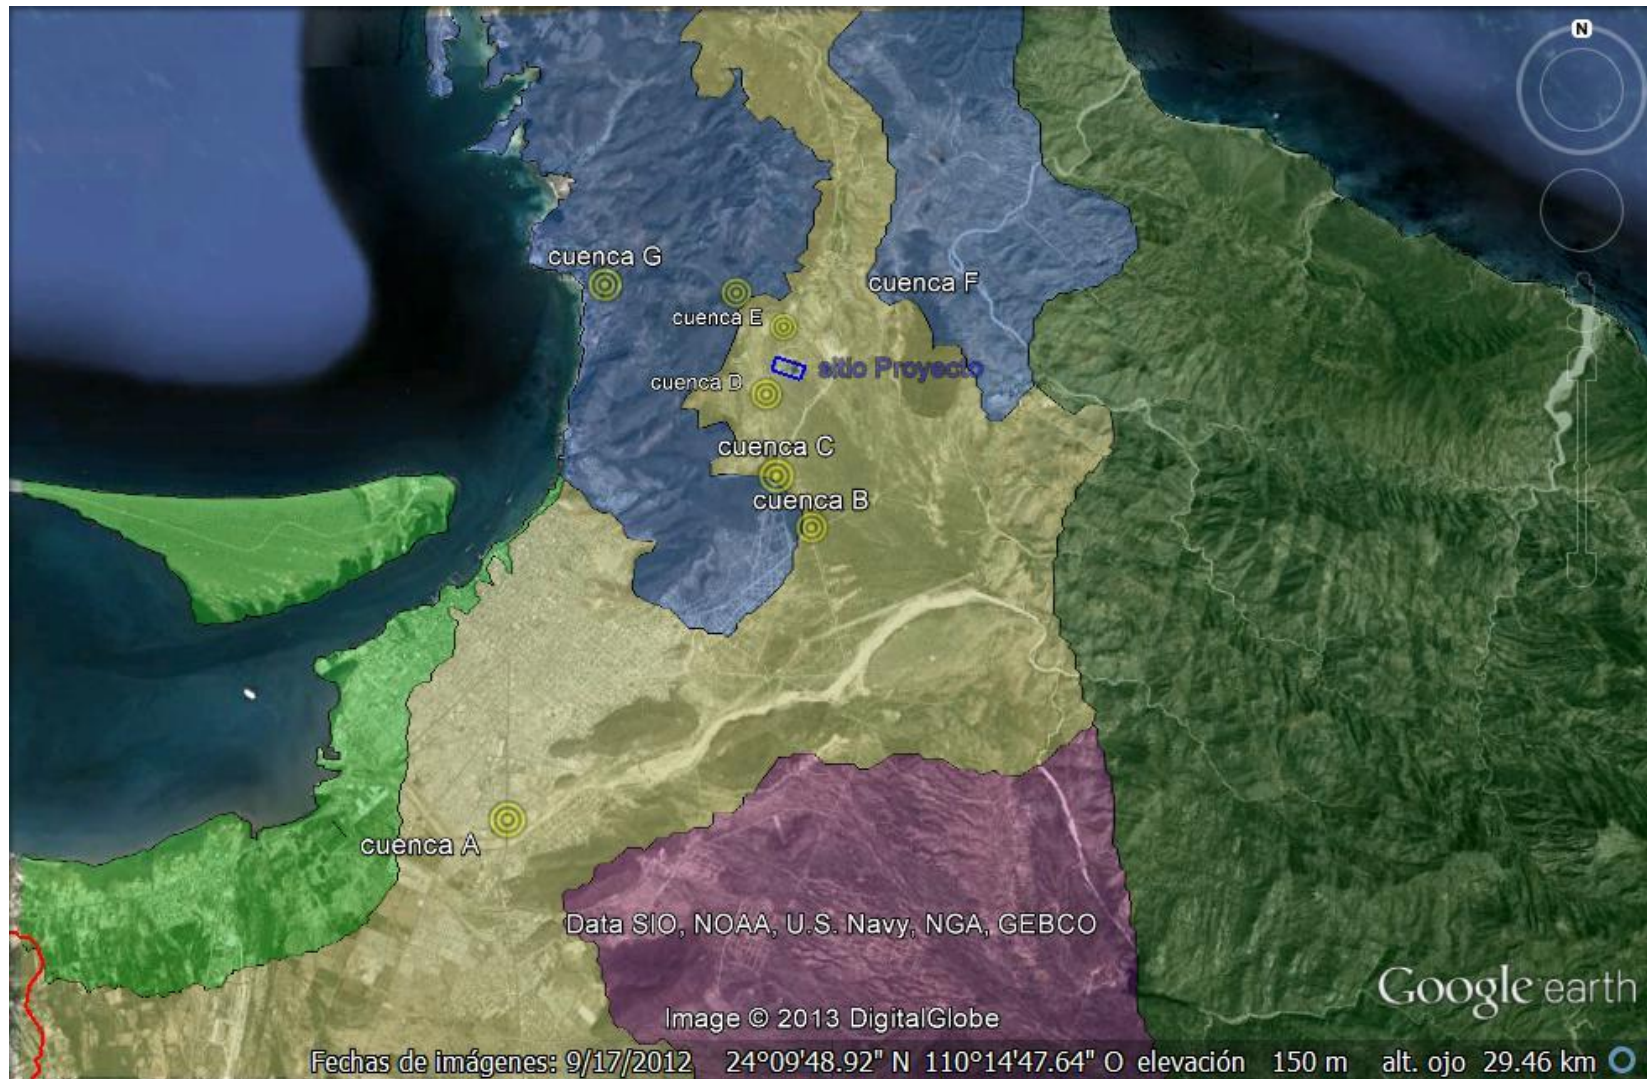 N
cuenca G
cuenca F
cuenca E
sitio Proyecto
cuenca D
cuenca C
cuenca B
cuenca A
Data SIO, NOAA, U.S. Navy, NGA, GEBCO
Google earth
Image © 2013 DigitalGlobe
Fechas de imágenes: 9/17/2012 24°09'48.92" N 110°14'47.64" O elevación 150 m alt. ojo 29.46 km